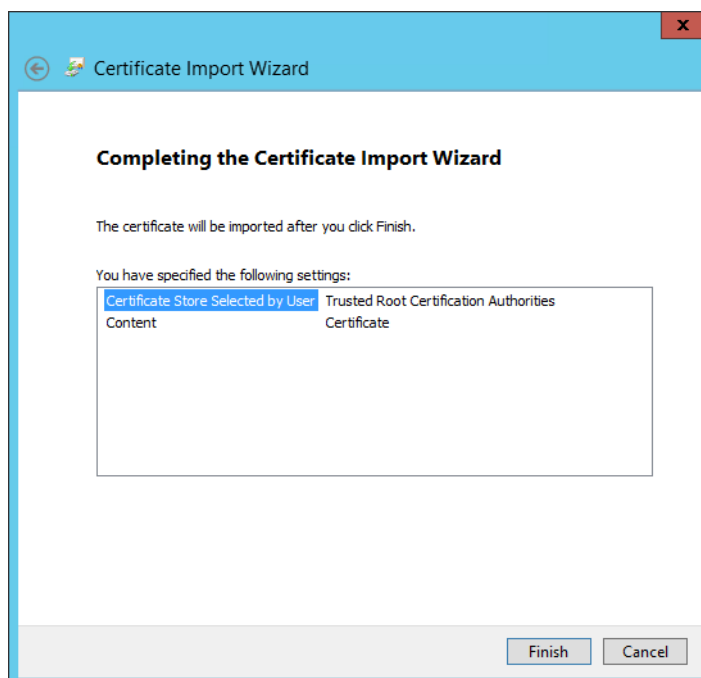 x
Certificate Import Wizard
Completing the Certificate Import Wizard
The certificate will be imported after you click Finish.
You have specified the following settings:
Certificate Store Selected by User Trusted Root Certification Authorities
Content Certificate
Finish Cancel